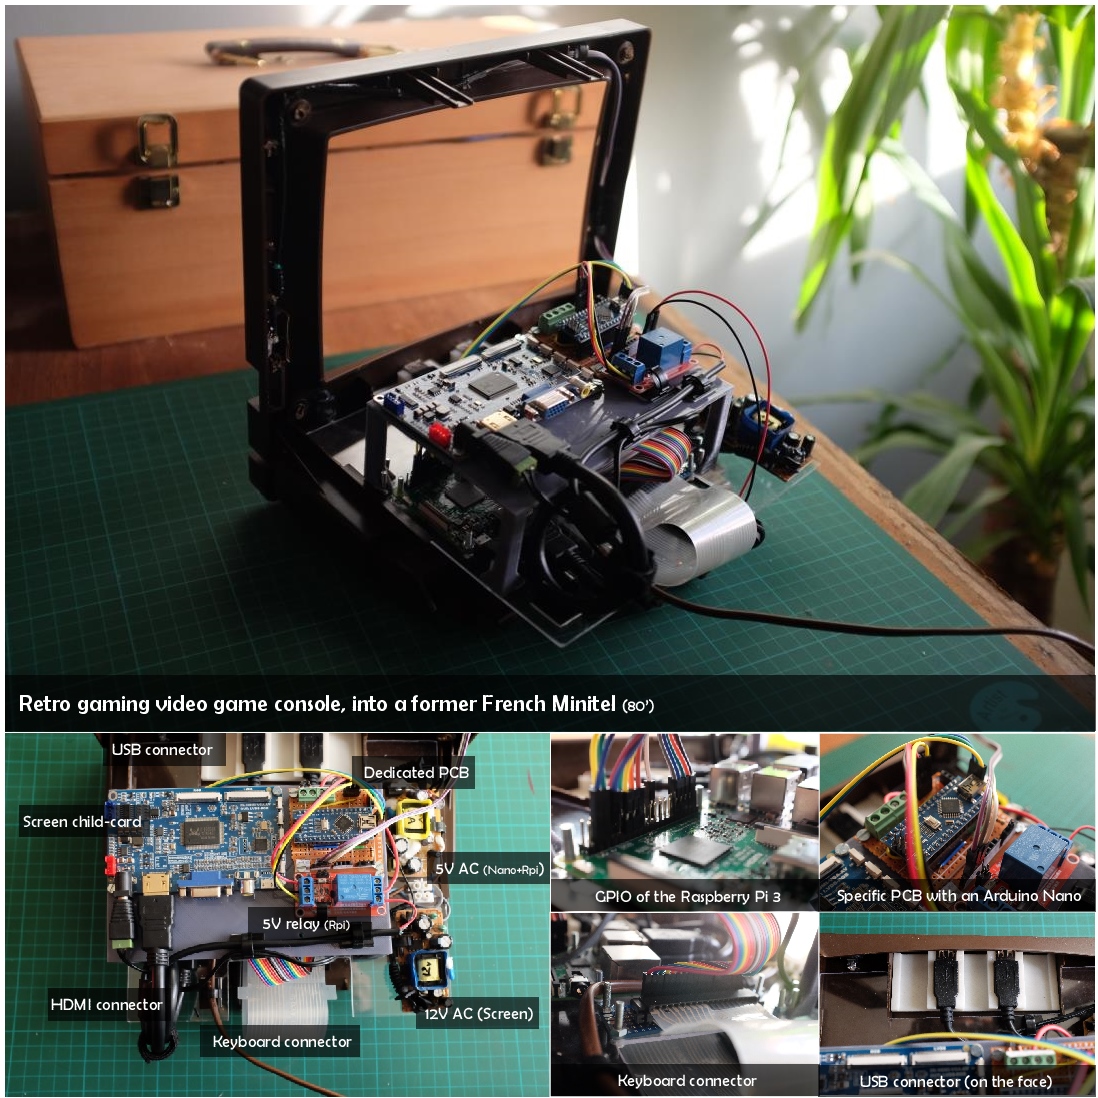 Retro gaming video game console, into a former French Minitel (80')
USB connector
Dedicated PCB
Screen child-card
5V AC (Nano+Rpi)
5V relay (Rpi)
HDMI connector
12V AC (Screen)
Keyboard connector
GPIO of the Raspberry Pi 3
Specific PCB with an Arduino Nano
Keyboard connector
USB connector (on the face)